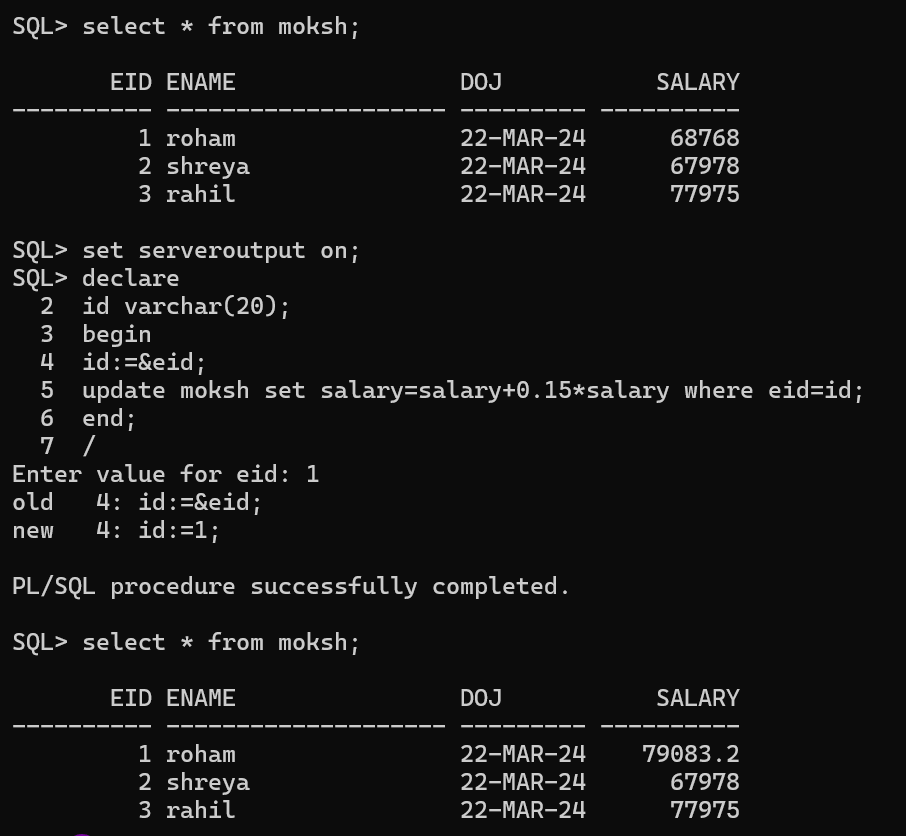 SQL> select * from moksh;
       EID ENAME                DOJ           SALARY
---------- -------------------- --------- ----------
         1 roham                22-MAR-24      68768
         2 shreya               22-MAR-24      67978
         3 rahil                22-MAR-24      77975
SQL> set serveroutput on;
SQL> declare
  2  id varchar(20);
  3  begin
  4  id:=&eid;
  5  update moksh set salary=salary+0.15*salary where eid=id;
  6  end;
  7  /
Enter value for eid: 1
old   4: id:=&eid;
new   4: id:=1;
PL/SQL procedure successfully completed.
SQL> select * from moksh;
       EID ENAME                DOJ           SALARY
---------- -------------------- --------- ----------
         1 roham                22-MAR-24    79083.2
         2 shreya               22-MAR-24      67978
         3 rahil                22-MAR-24      77975